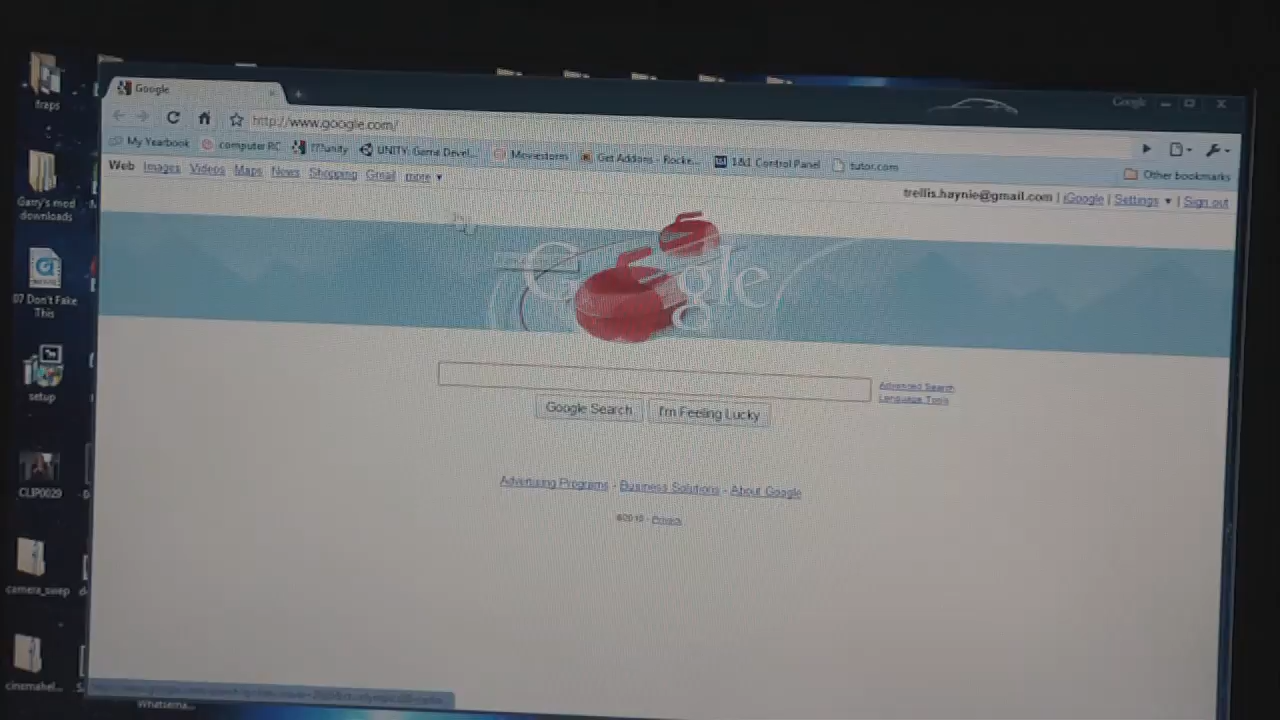 Google
Google
http://www.google.com/
My Yearbook computer RC UNITY: Game Devel... Moviestorm Get Addons - Rocke... 1&1 Control Panel tutor.com
Other bookmarks
Web Images Videos Maps News Shopping Gmail more ▼
trellis.haynie@gmail.com | iGoogle | Settings ▼ | Sign out
Google
Advanced Search
Language Tools
Google Search I'm Feeling Lucky
Advertising Programs - Business Solutions - About Google
©2010 - Privacy
fraps
Garry's mod
downloads
07 Don't Fake
This
setup
CLIP0029
camera_swep
cinemahel...
Whatsema...